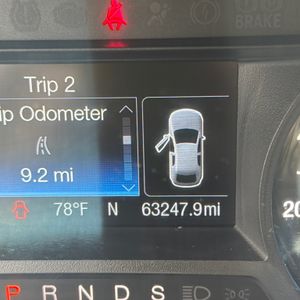 BRAKE
Trip 2
ip Odometer
9.2 mi
78°F N 63247.9mi
20
P R N D S